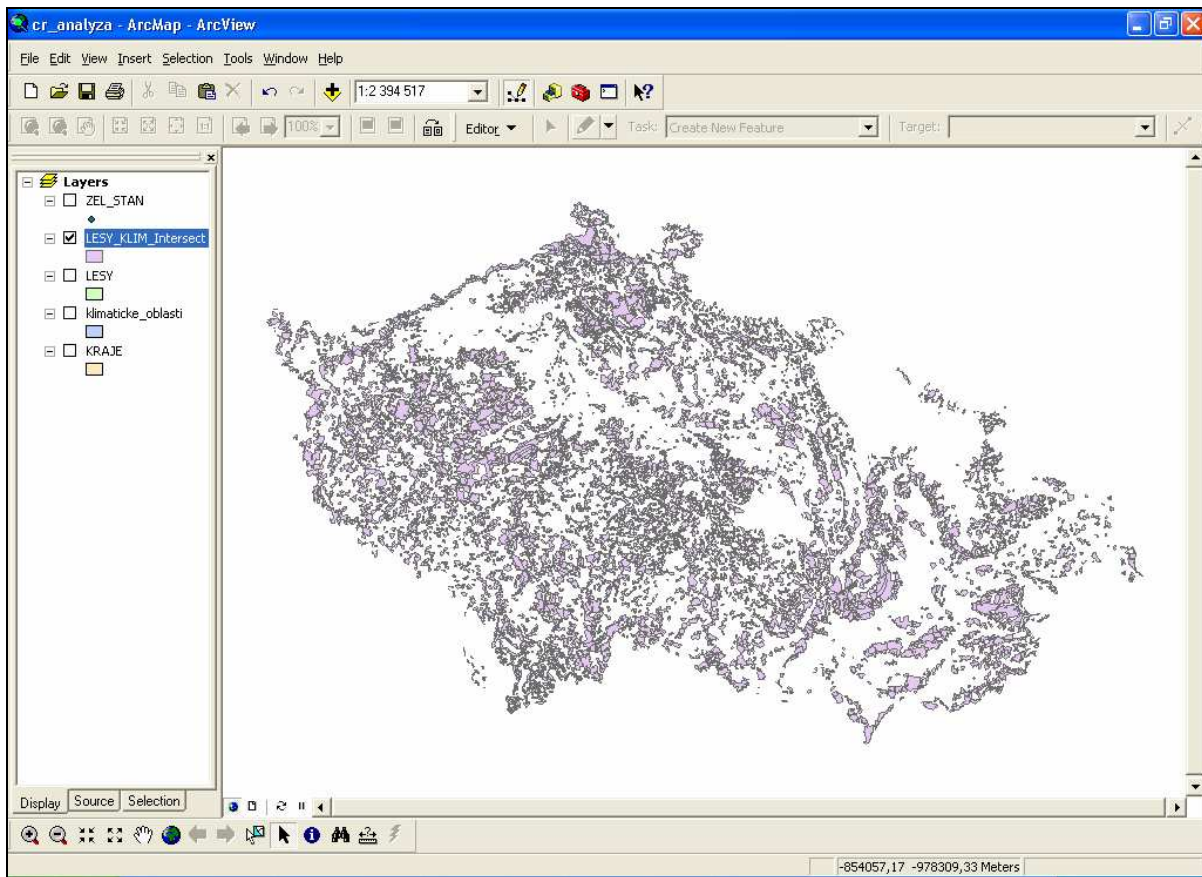 cr_analyza - ArcMap - ArcView
File Edit View Insert Selection Tools Window Help
1:2 394 517
100% Editor Task: Create New Feature Target:
Layers
ZEL_STAN
LESY_KLIM_Intersect
LESY
klimaticke_oblasti
KRAJE
Display Source Selection
-854057,17 -978309,33 Meters